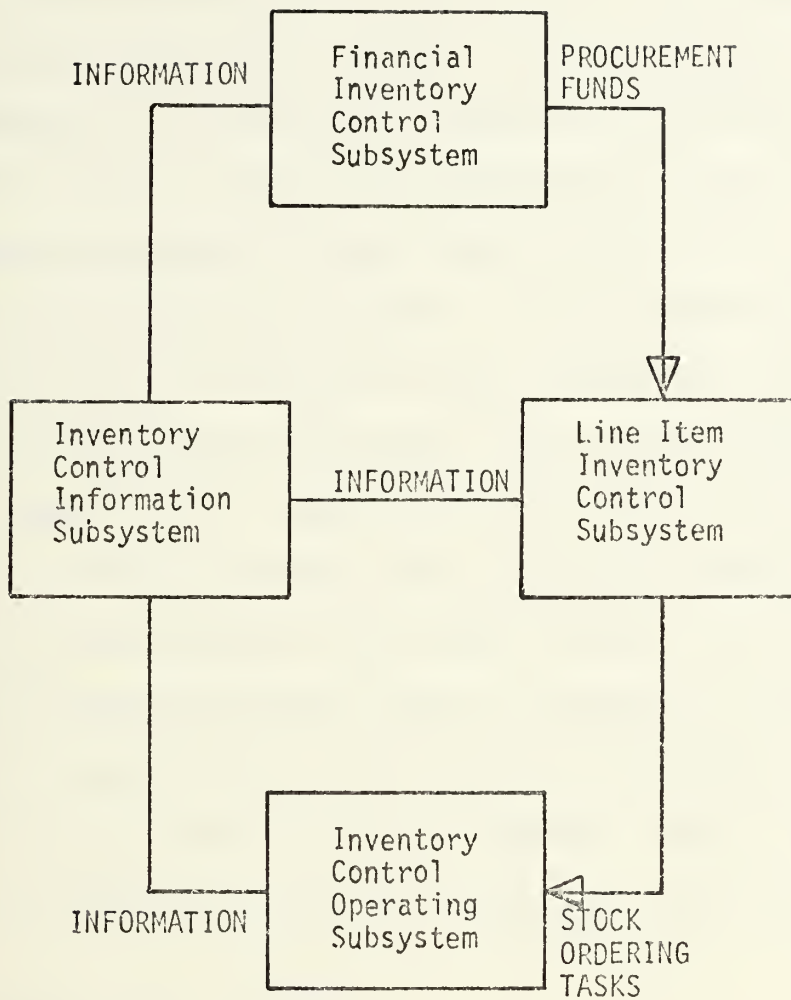 INFORMATION
Financial
Inventory
Control
Subsystem
PROCUREMENT
FUNDS
Inventory
Control
Information
Subsystem
INFORMATION
Line Item
Inventory
Control
Subsystem
INFORMATION
Inventory
Control
Operating
Subsystem
STOCK
ORDERING
TASKS